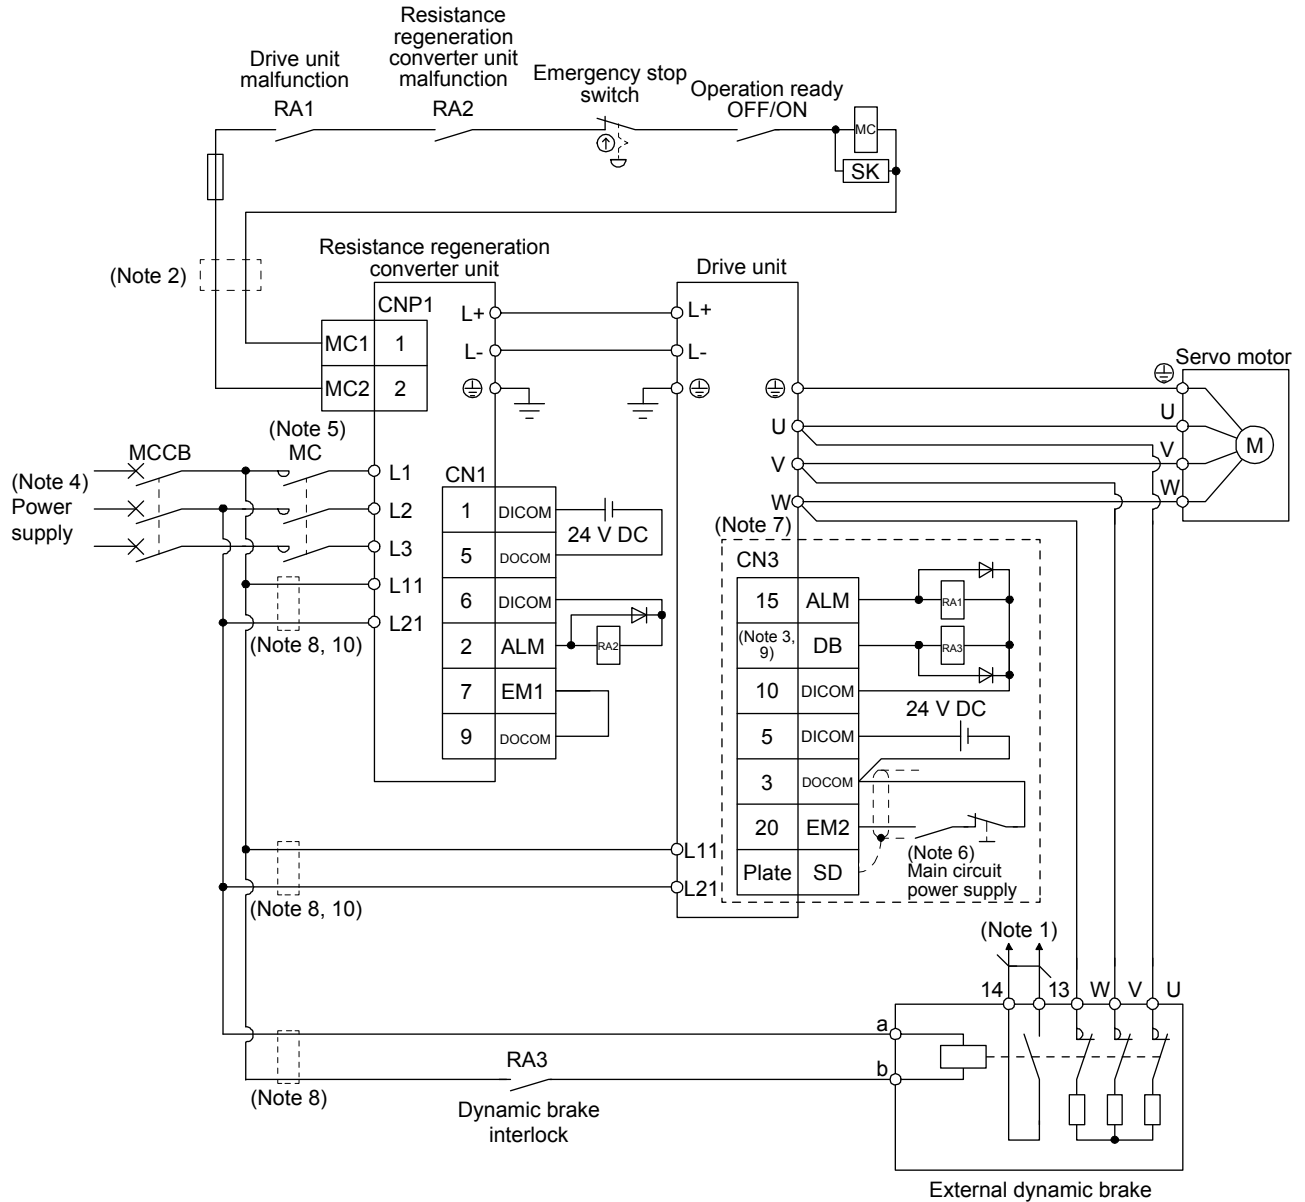 Resistance
regeneration
converter unit
malfunction
RA2
Drive unit
malfunction
RA1
Emergency stop
switch
Operation ready
OFF/ON
MC
SK
(Note 2)
Resistance regeneration
converter unit
CNP1
MC1 1
MC2 2
L+
L-
Drive unit
L+
L-
Servo motor
U
V
W
M
U
V
W
(Note 4)
Power
supply
MCCB
(Note 5)
MC
L1
L2
L3
L11
L21
(Note 8, 10)
CN1
1 DICOM
5 DOCOM
6 DICOM
2 ALM
7 EM1
9 DOCOM
24 V DC
RA2
(Note 7)
CN3
15 ALM
(Note 3,
9)
DB
10 DICOM
5 DICOM
3 DOCOM
20 EM2
Plate SD
RA1
RA3
24 V DC
(Note 6)
Main circuit
power supply
L11
L21
(Note 8, 10)
(Note 1)
14 13 W V U
a
b
(Note 8)
RA3
Dynamic brake
interlock
External dynamic brake